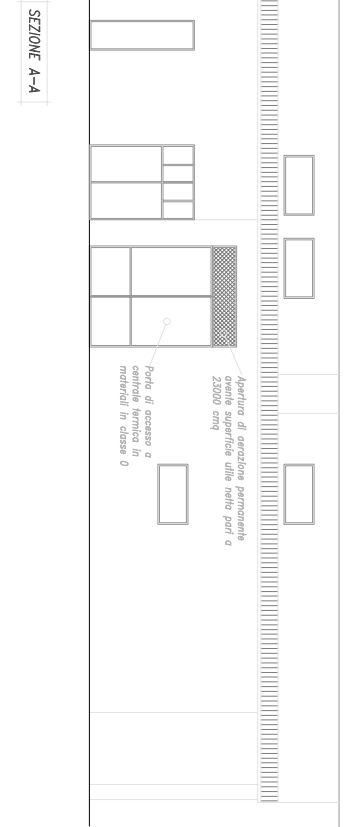 SEZIONE A-A
Apertura di aerazione permanente
avente superficie utile netta pari a
23000 cmq
Porta di accesso a
centrale termica in
materiali in classe 0